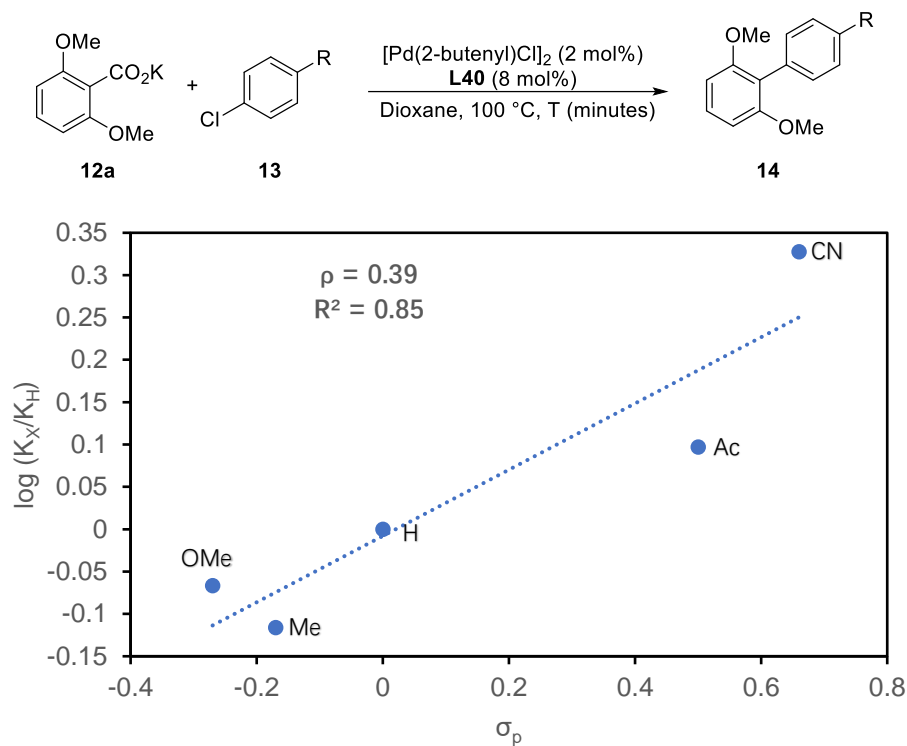 OMe
CO₂K
OMe
12a
+
R
Cl
13
[Pd(2-butenyl)Cl]₂ (2 mol%)
L40 (8 mol%)
Dioxane, 100 °C, T (minutes)
R
OMe
OMe
14
0.35
0.3
0.25
0.2
0.15
0.1
0.05
0
-0.05
-0.1
-0.15
log (Kₓ/K_H)
ρ = 0.39
R² = 0.85
CN
Ac
H
OMe
Me
-0.4
-0.2
0
0.2
0.4
0.6
0.8
σₚ